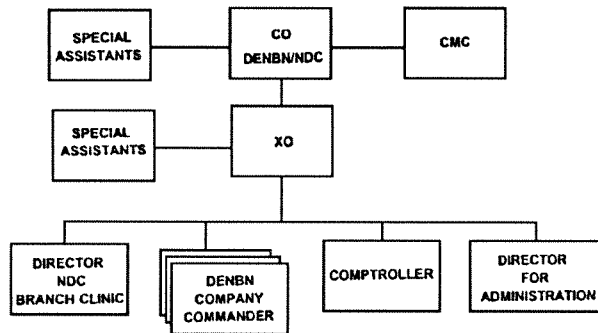 SPECIAL
ASSISTANTS
CO
DENBN/NDC
CMC
SPECIAL
ASSISTANTS
XO
DIRECTOR
NDC
BRANCH CLINIC
DENBN
COMPANY
COMMANDER
COMPTROLLER
DIRECTOR
FOR
ADMINISTRATION